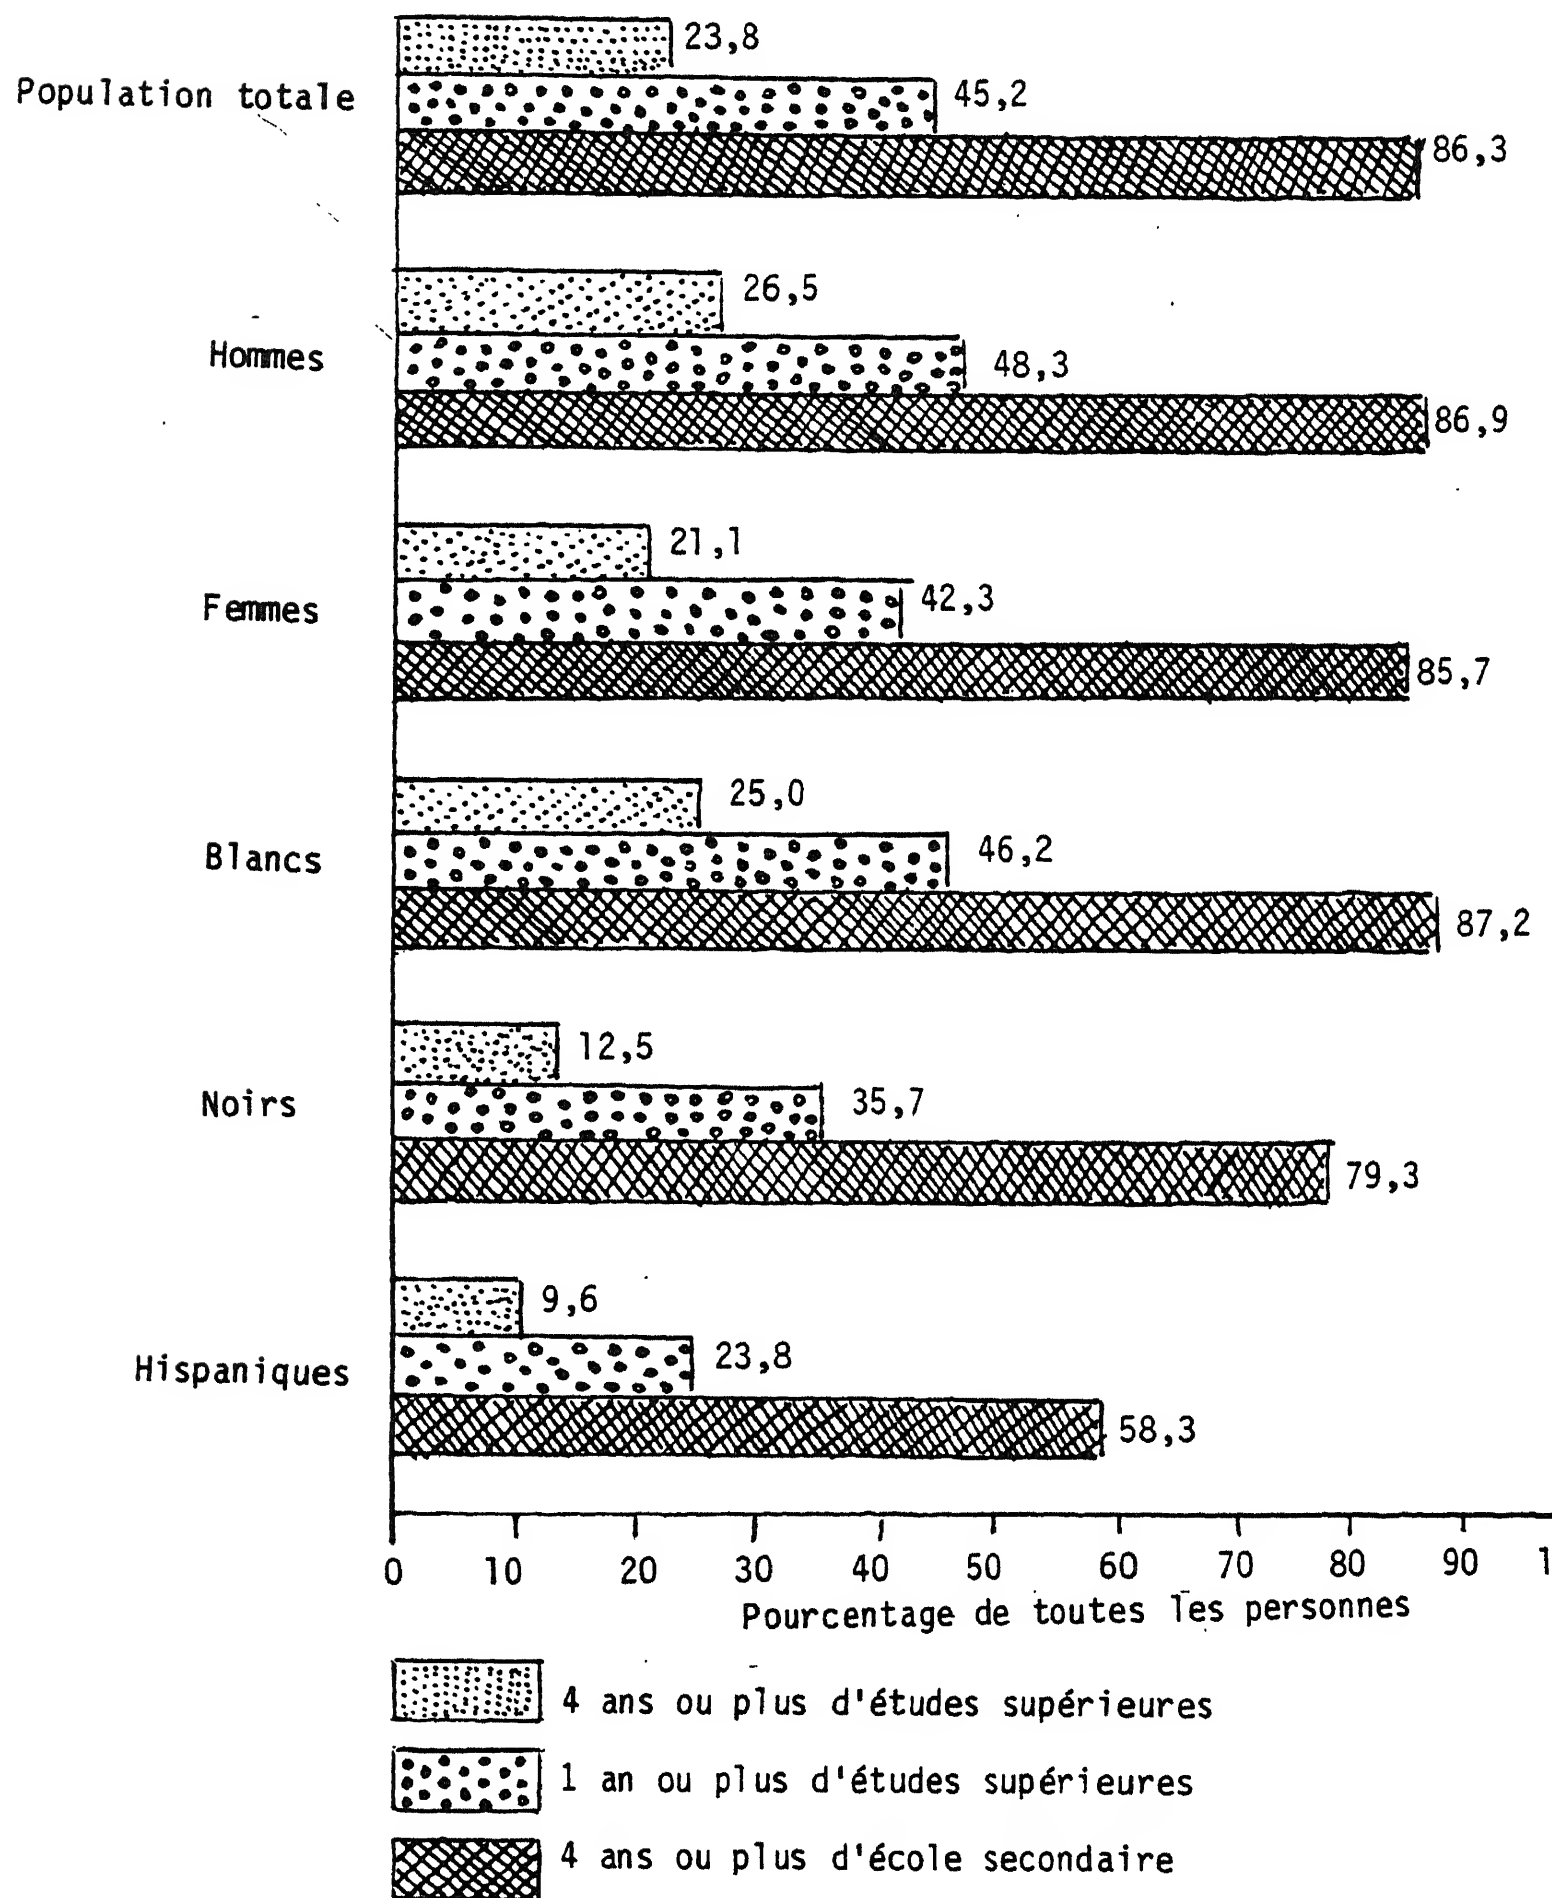 23,8
Population totale
45,2
86,3
26,5
Hommes
48,3
86,9
21,1
Femmes
42,3
85,7
25,0
Blancs
46,2
87,2
12,5
Noirs
35,7
79,3
9,6
Hispaniques
23,8
58,3
0 10 20 30 40 50 60 70 80 90 1
Pourcentage de toutes les personnes
4 ans ou plus d'études supérieures
1 an ou plus d'études supérieures
4 ans ou plus d'école secondaire